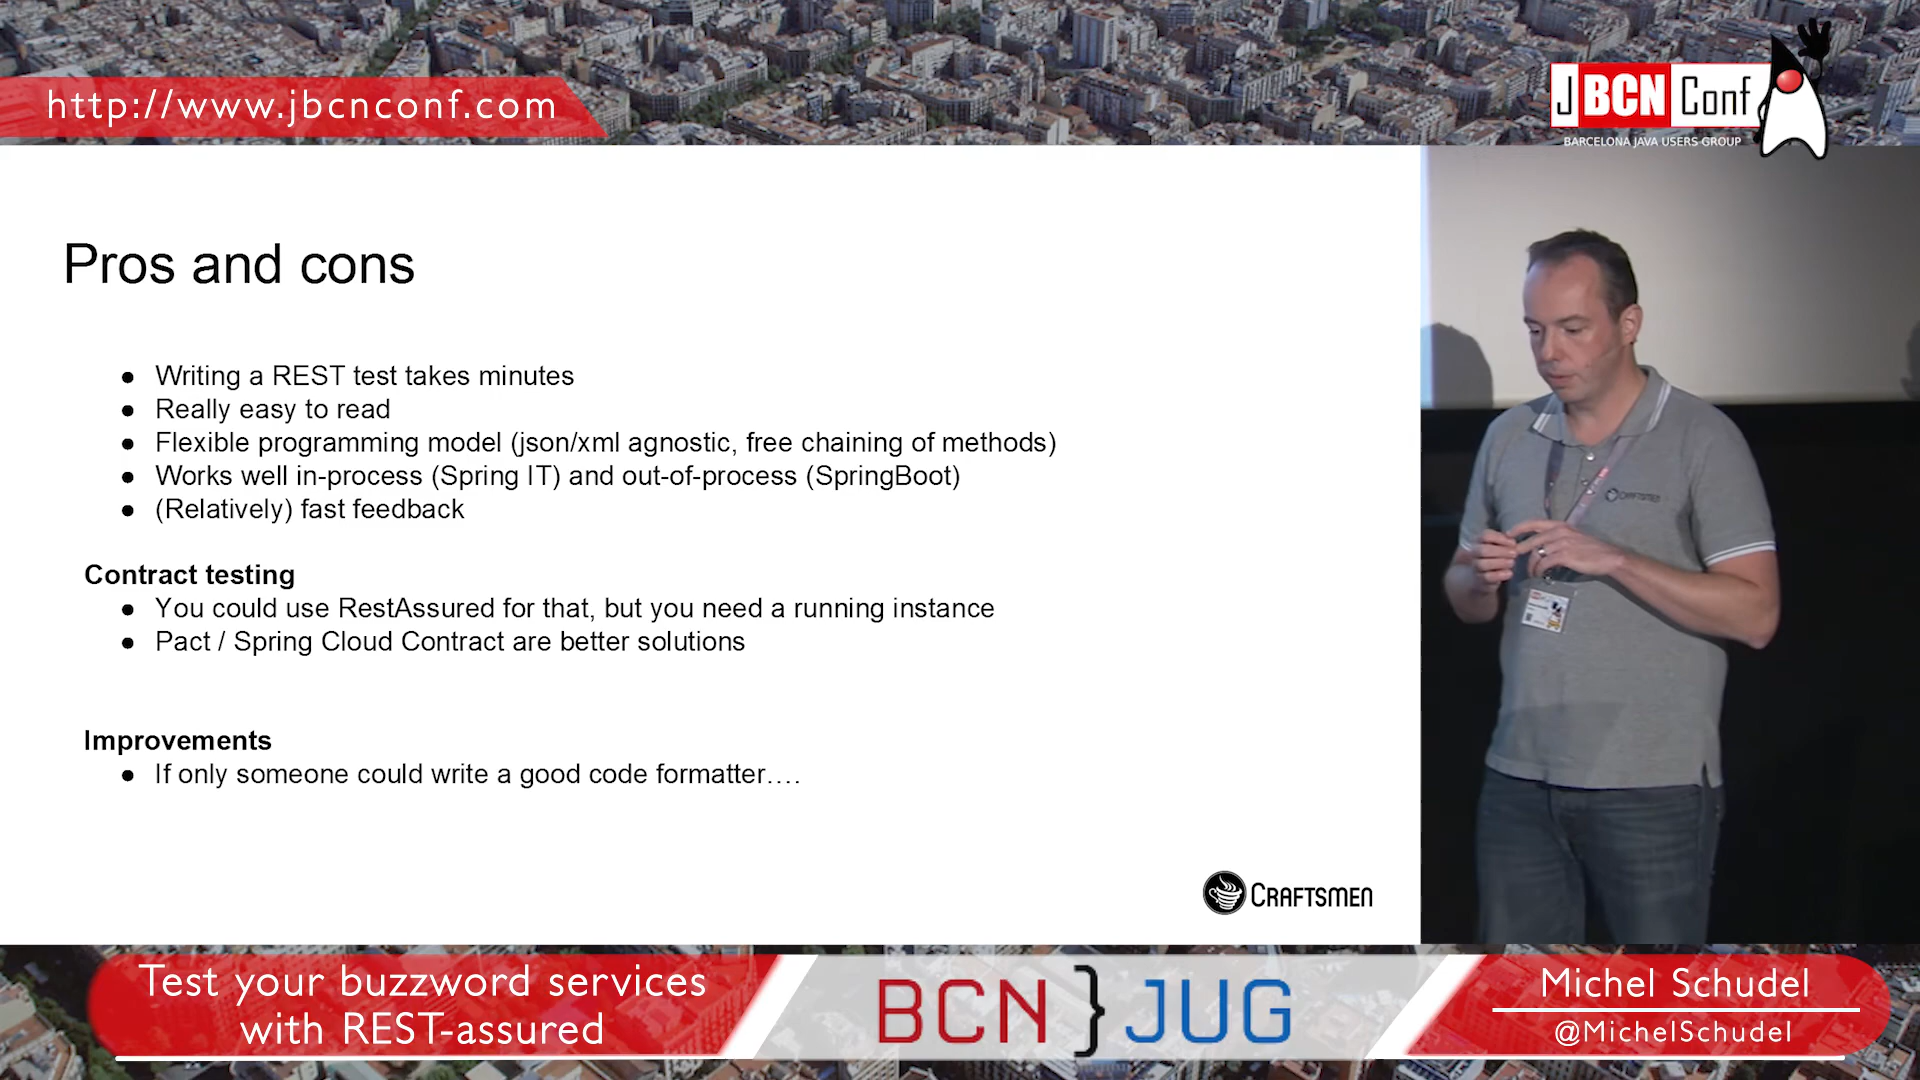 http://www.jbcnconf.com
J BCN Conf
BARCELONA JAVA USERS GROUP
Pros and cons
● Writing a REST test takes minutes
● Really easy to read
● Flexible programming model (json/xml agnostic, free chaining of methods)
● Works well in-process (Spring IT) and out-of-process (SpringBoot)
● (Relatively) fast feedback
Contract testing
● You could use RestAssured for that, but you need a running instance
● Pact / Spring Cloud Contract are better solutions
Improvements
● If only someone could write a good code formatter....
CRAFTSMEN
CRAFTSMEN
Test your buzzword services
with REST-assured
BCN } JUG
Michel Schudel
@MichelSchudel